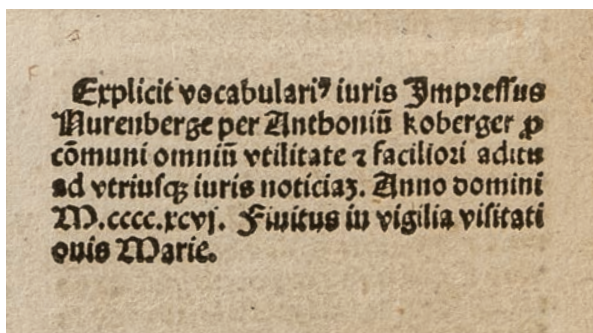 Explicit vocabulariꝰ iuris Impreſſus
Nurenberge per Anthoniū koberger ꝓ
cōmuni omniū vtilitate ⁊ faciliori aditu
ad vtriuſqꝫ iuris noticiaꝫ. Anno domini
M.cccc.xcvj. Finitus in vigilia viſitati
onis Marie.